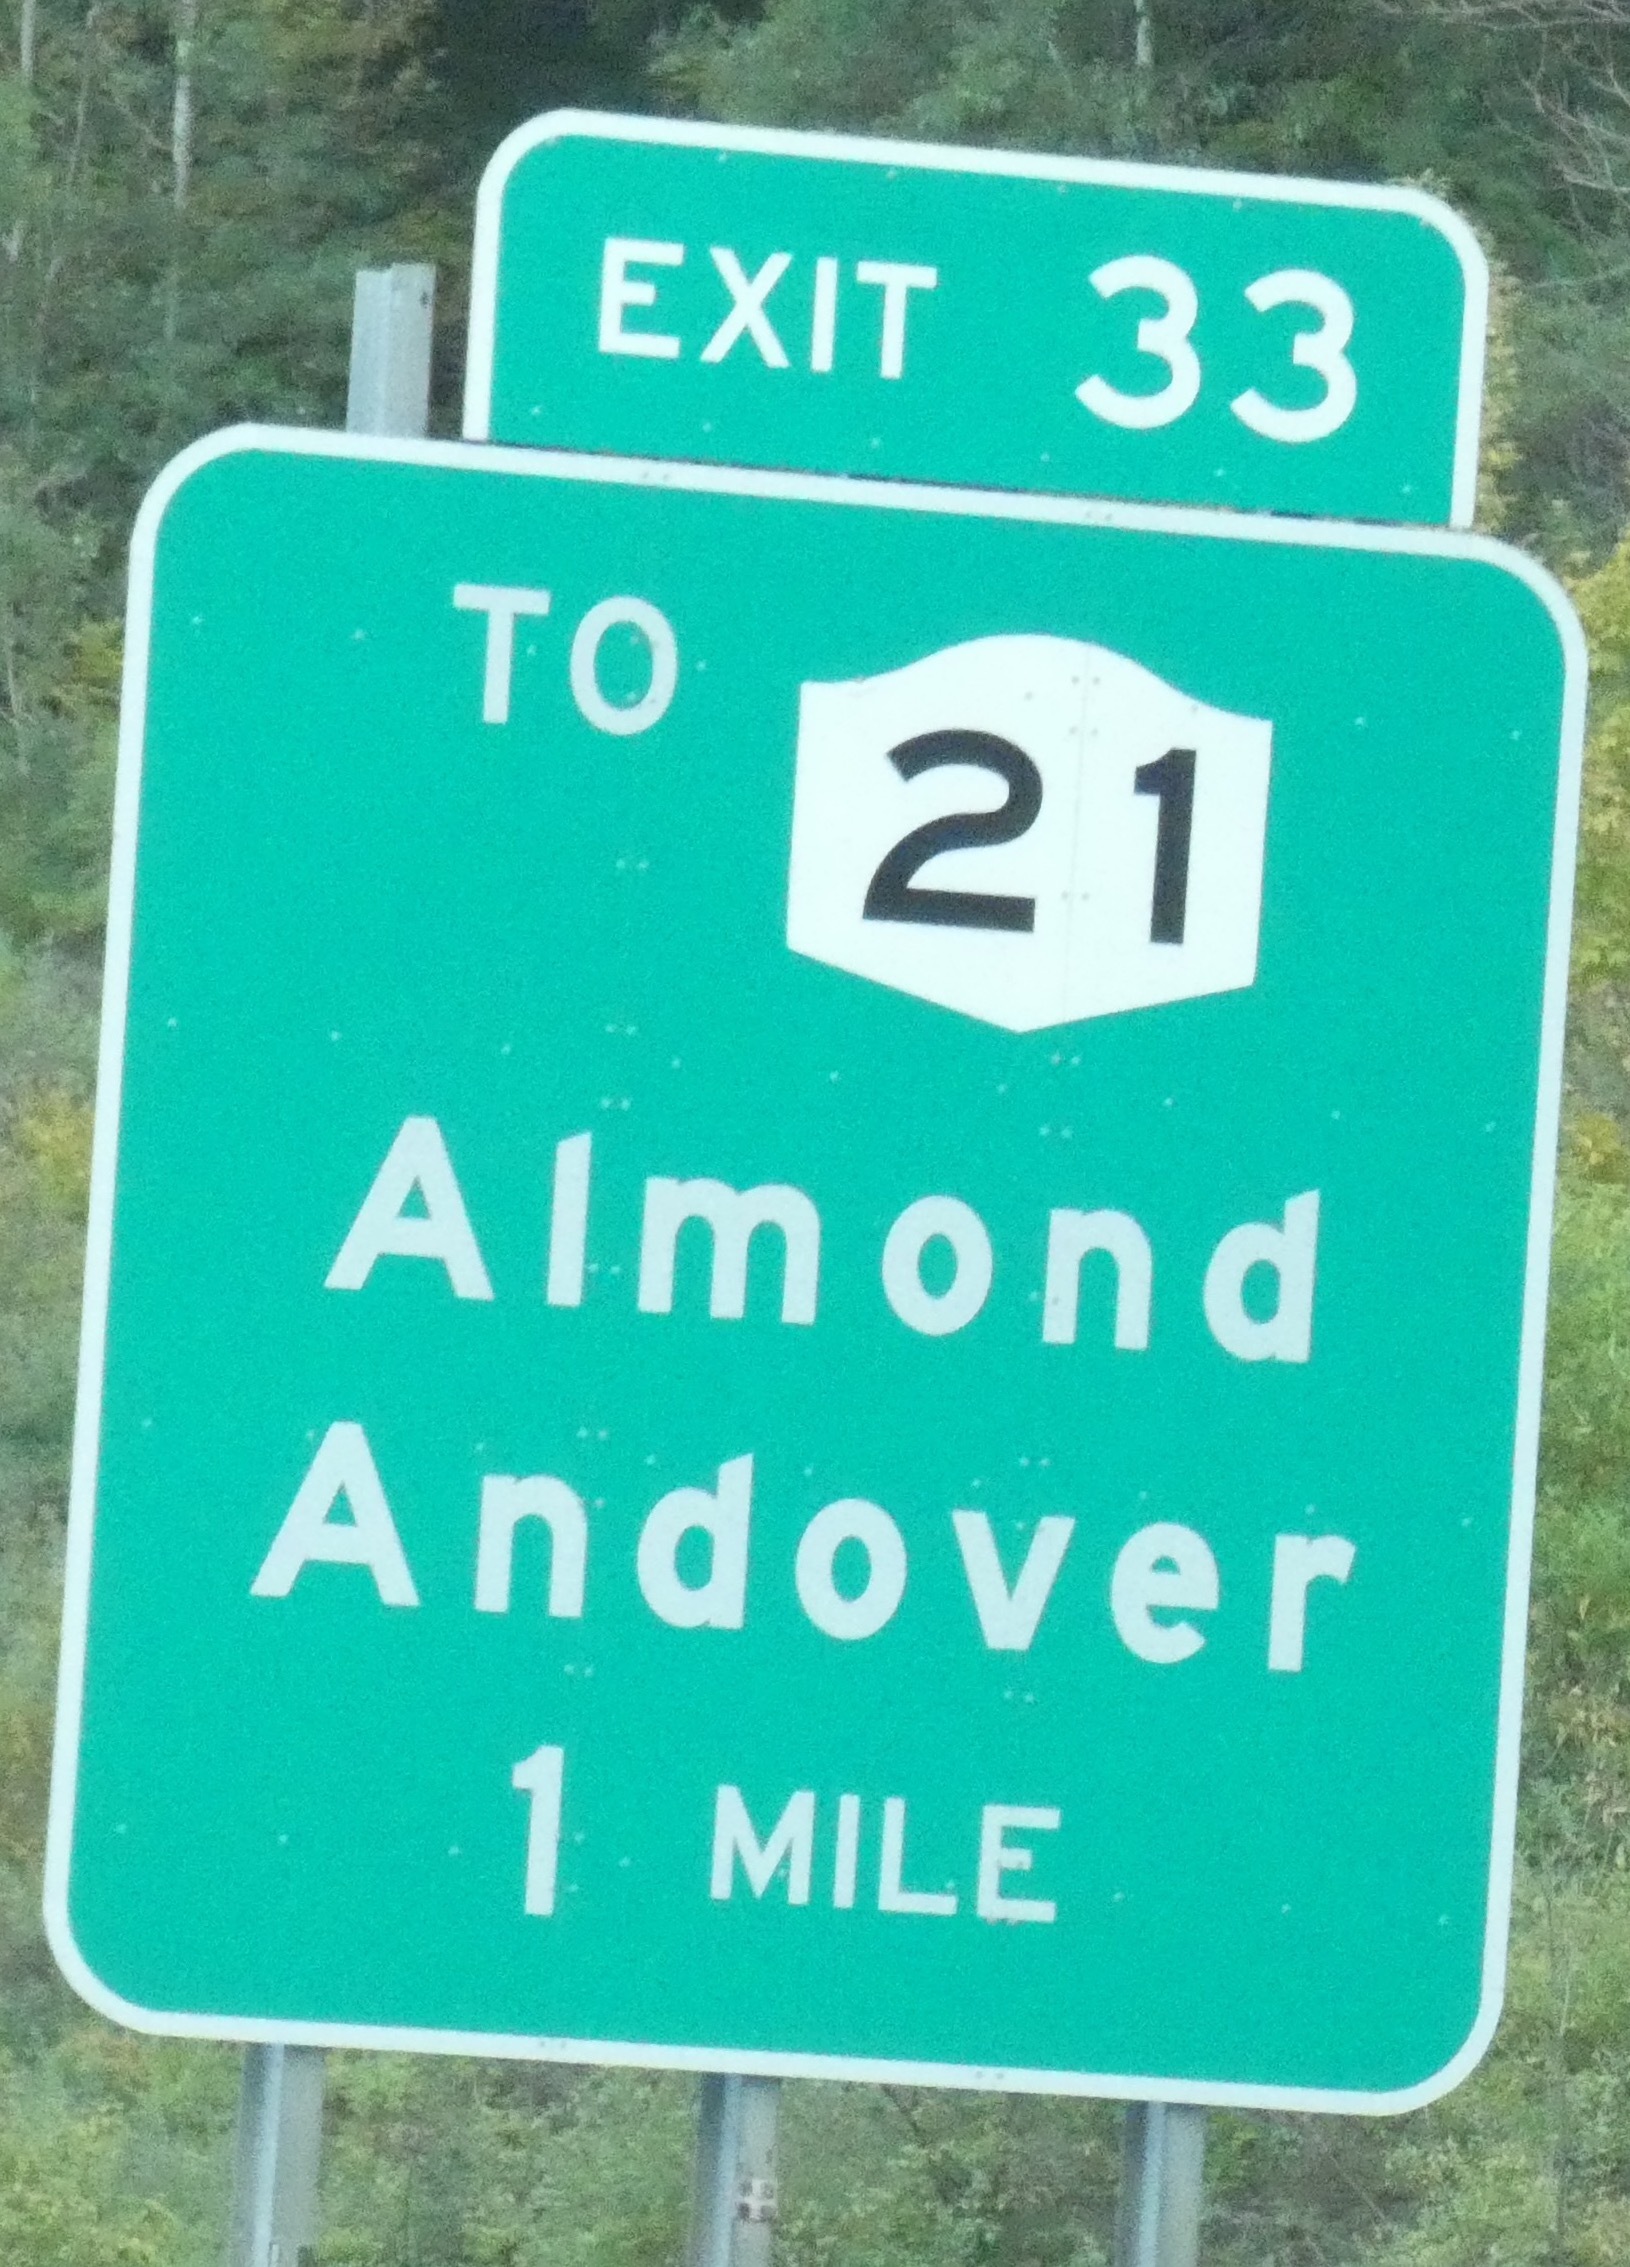 EXIT 33
TO 21
Almond
Andover
1 MILE